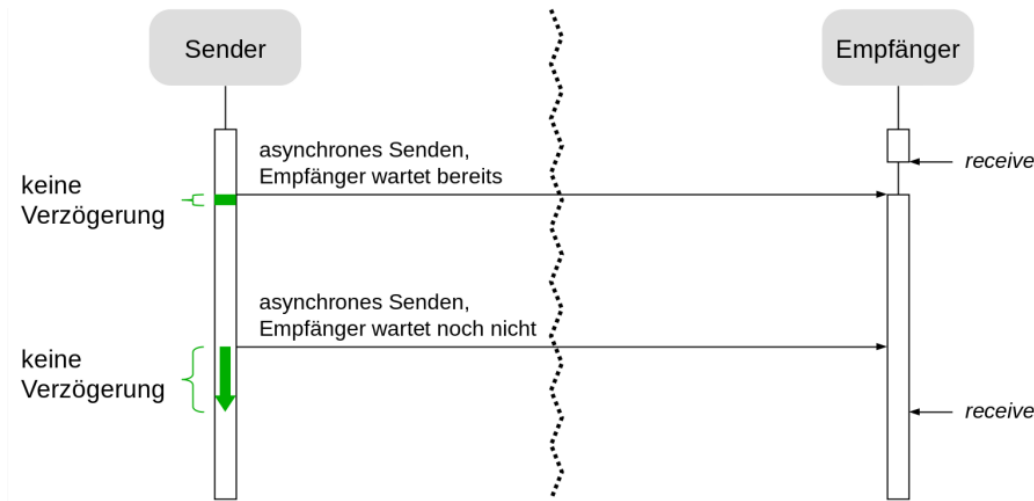 Sender
Empfänger
asynchrones Senden,
Empfänger wartet bereits
receive
keine
Verzögerung
asynchrones Senden,
Empfänger wartet noch nicht
keine
Verzögerung
receive